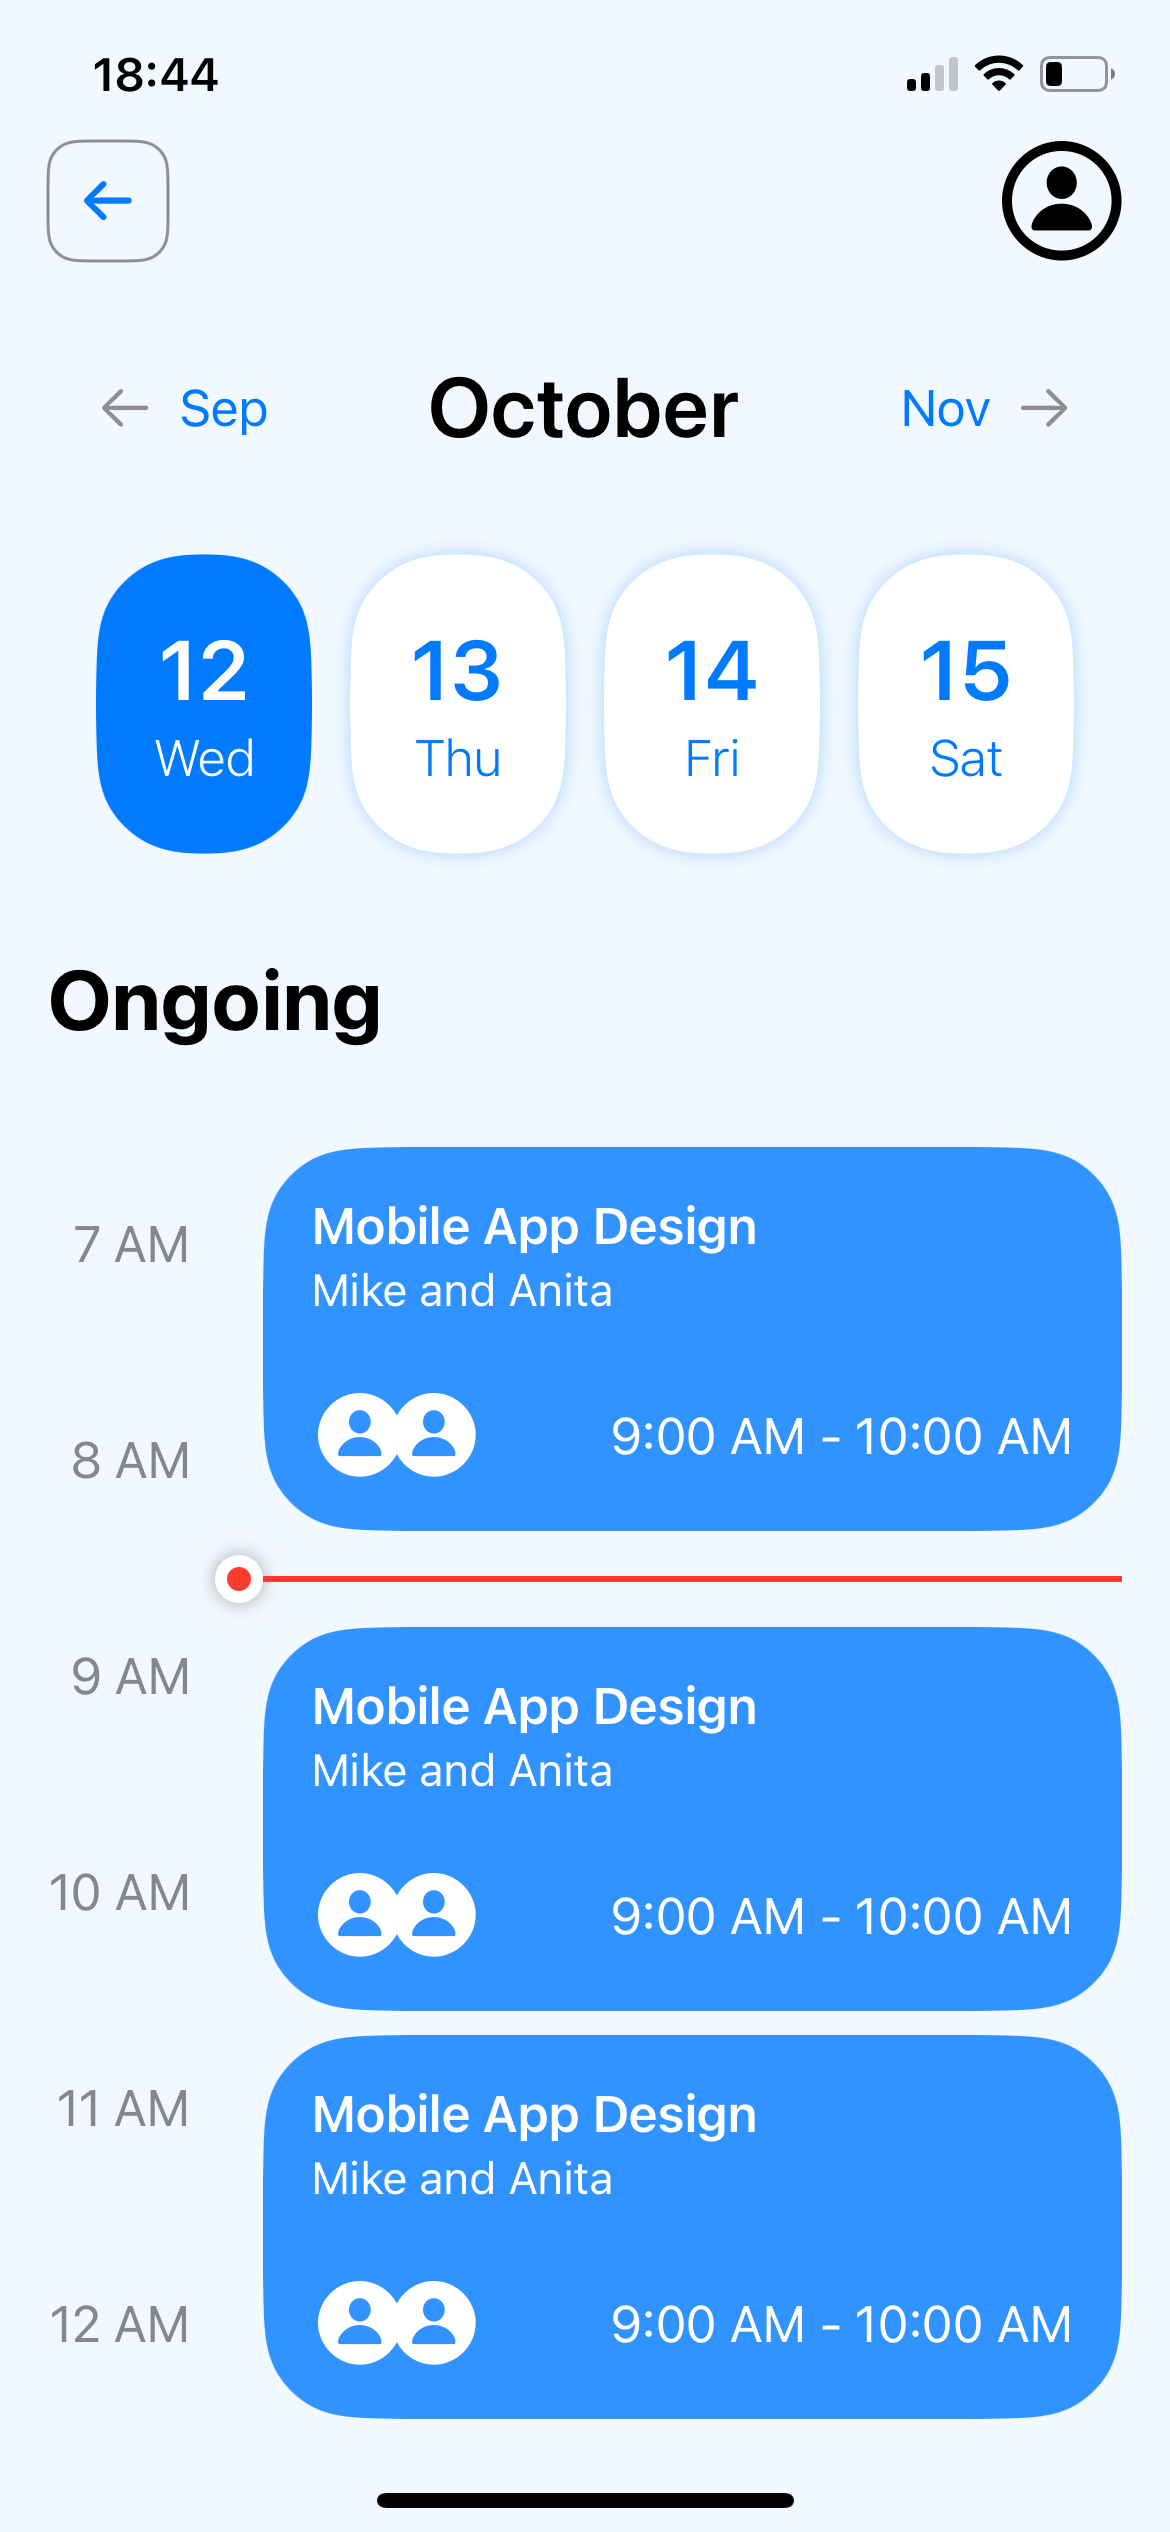 18:44
Sep October Nov
12 13 14 15
Wed Thu Fri Sat
Ongoing
7 AM
8 AM
9 AM
10 AM
11 AM
12 AM
Mobile App Design
Mike and Anita
9:00 AM - 10:00 AM
Mobile App Design
Mike and Anita
9:00 AM - 10:00 AM
Mobile App Design
Mike and Anita
9:00 AM - 10:00 AM